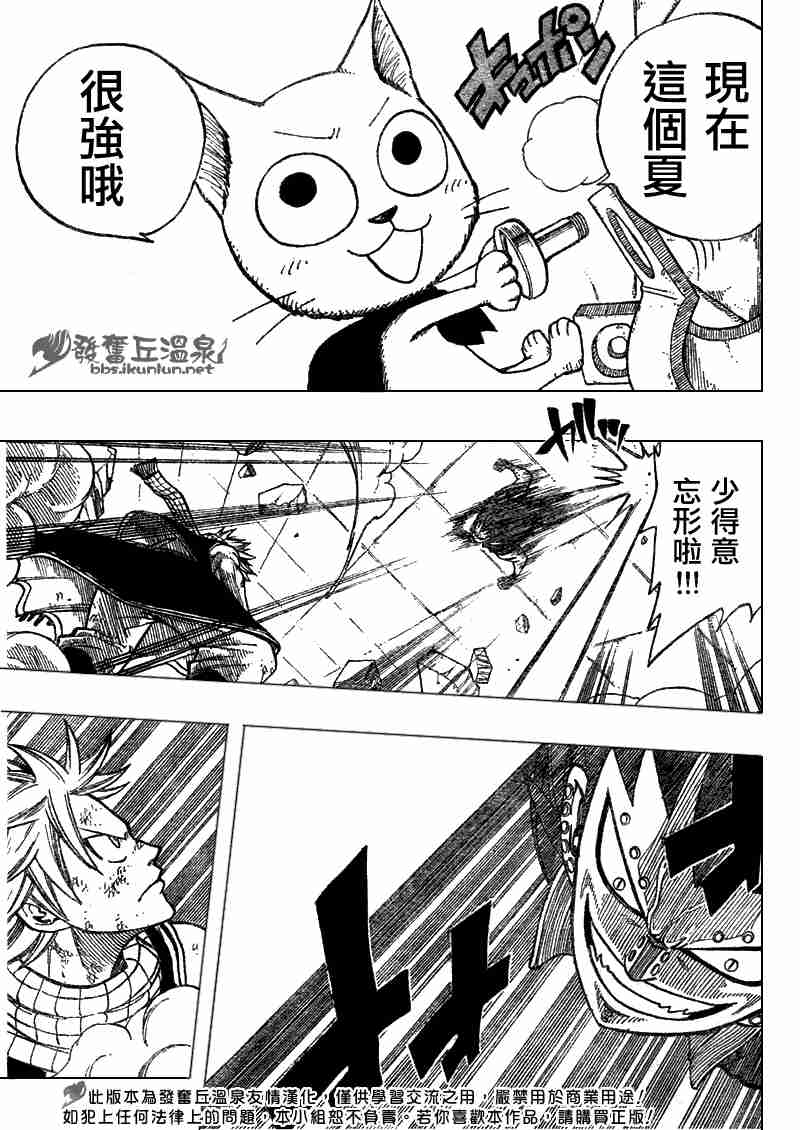 現在
這個夏
很強哦
キュポン
發奮丘溫泉
bbs.ikunlun.net
ガッ
少得意
忘形啦!!!
此版本為發奮丘溫泉友情漢化，僅供學習交流之用，嚴禁用於商業用途!
如犯上任何法律上的問題，本小組恕不負責。若你喜歡本作品，請購買正版!